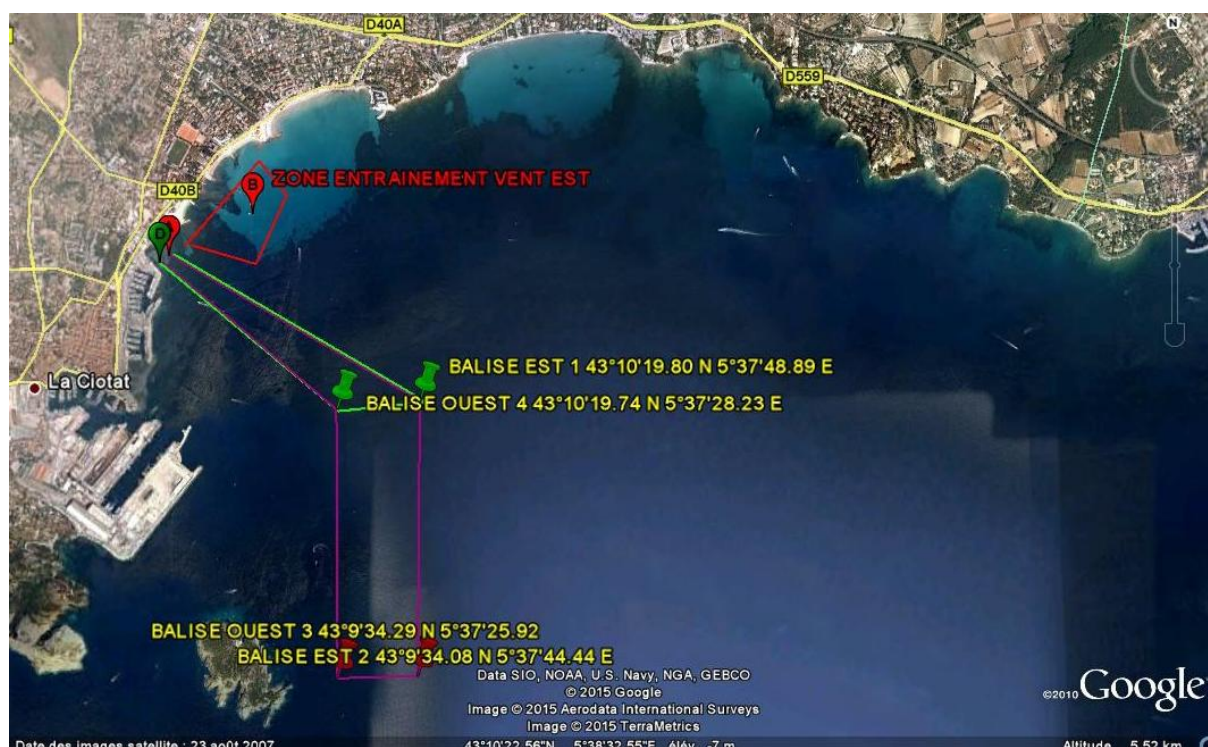 D40A
N
D559
ZONE ENTRAINEMENT VENT EST
B
D40B
D
BALISE EST 1 43°10'19.80 N 5°37'48.89 E
La Ciotat
BALISE OUEST 4 43°10'19.74 N 5°37'28.23 E
BALISE OUEST 3 43°9'34.29 N 5°37'25.92
BALISE EST 2 43°9'34.08 N 5°37'44.44 E
Data SIO, NOAA, U.S. Navy, NGA, GEBCO
© 2015 Google
Image © 2015 Aerodata International Surveys
Image © 2015 TerraMetrics
©2010 Google
Date des images satellite : 23 août 2007
43°10'22.56"N 5°38'32.55"E élév. -7 m
Altitude 5.52 km